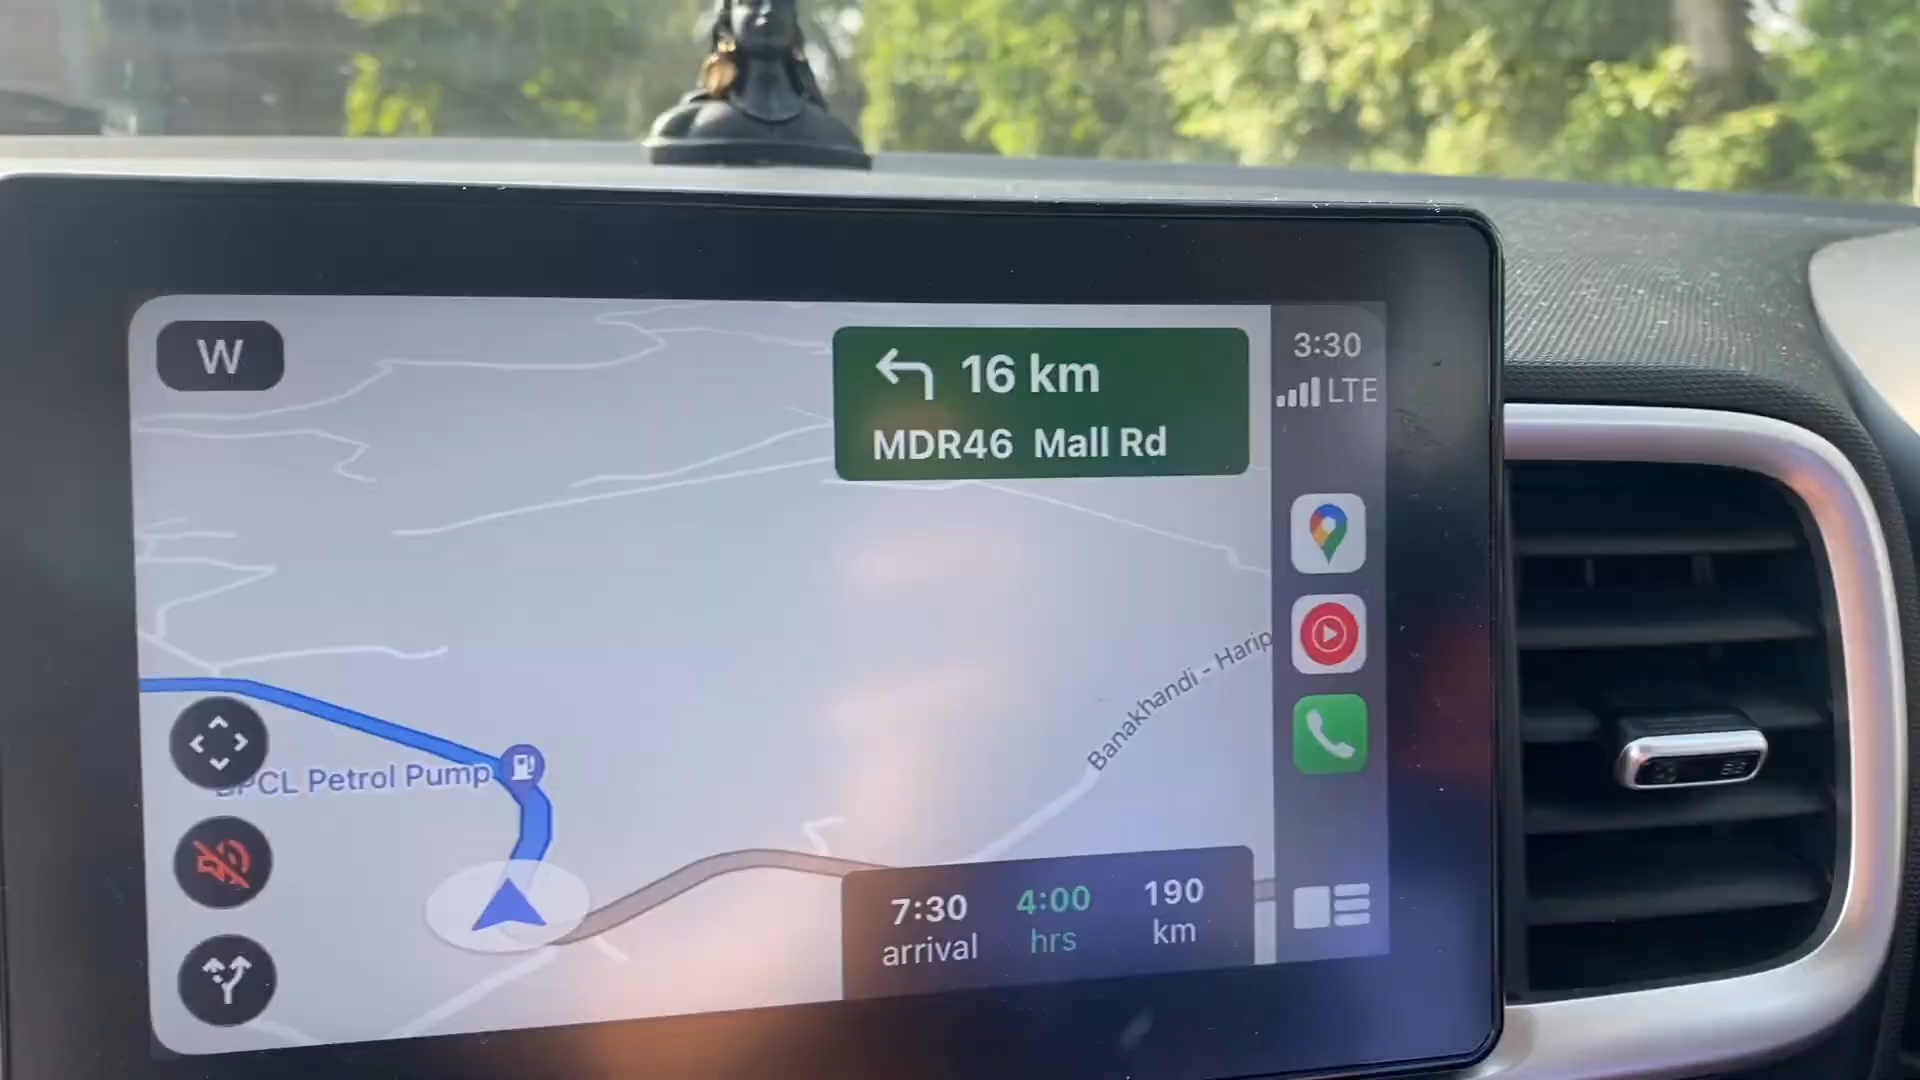 W
16 km
MDR46 Mall Rd
3:30
LTE
Banakhandi - Harip
PCL Petrol Pump
7:30 4:00 190
arrival hrs km